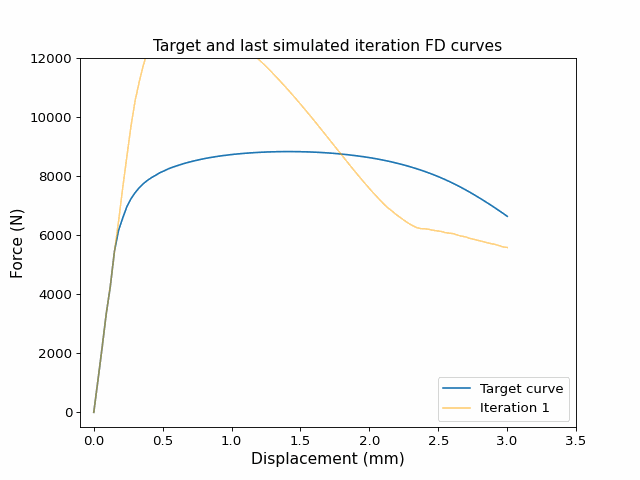 Target and last simulated iteration FD curves
12000
10000
8000
6000
4000
2000
0
Force (N)
0.0 0.5 1.0 1.5 2.0 2.5 3.0 3.5
Displacement (mm)
Target curve
Iteration 1